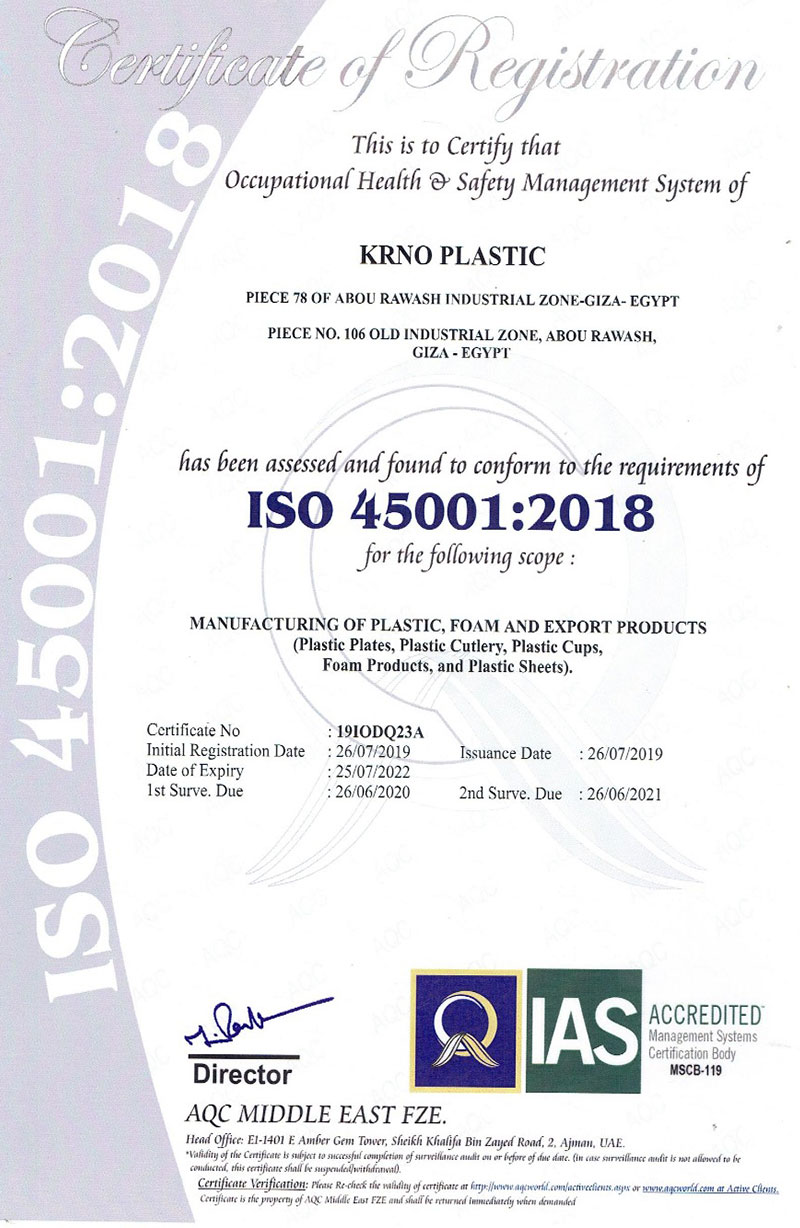 Certificate of Registration
ISO 45001:2018
This is to Certify that
Occupational Health & Safety Management System of
KRNO PLASTIC
PIECE 78 OF ABOU RAWASH INDUSTRIAL ZONE-GIZA- EGYPT
PIECE NO. 106 OLD INDUSTRIAL ZONE, ABOU RAWASH,
GIZA - EGYPT
has been assessed and found to conform to the requirements of
ISO 45001:2018
for the following scope :
MANUFACTURING OF PLASTIC, FOAM AND EXPORT PRODUCTS
(Plastic Plates, Plastic Cutlery, Plastic Cups,
Foam Products, and Plastic Sheets).
Certificate No : 19IODQ23A
Initial Registration Date : 26/07/2019 Issuance Date : 26/07/2019
Date of Expiry : 25/07/2022
1st Surve. Due : 26/06/2020 2nd Surve. Due : 26/06/2021
Director
IAS ACCREDITED™
Management Systems
Certification Body
MSCB-119
AQC MIDDLE EAST FZE.
Head Office: E1-1401 E Amber Gem Tower, Sheikh Khalifa Bin Zayed Road, 2, Ajman, UAE.
*Validity of the Certificate is subject to successful completion of surveillance audit on or before of due date. (in case surveillance audit is not allowed to be
conducted, this certificate shall be suspended/withdrawal).
Certificate Verification: Please Re-check the validity of certificate at http://www.aqcworld.com/activeclients.aspx or www.aqcworld.com at Active Clients.
Certificate is the property of AQC Middle East FZE and shall be returned immediately when demanded